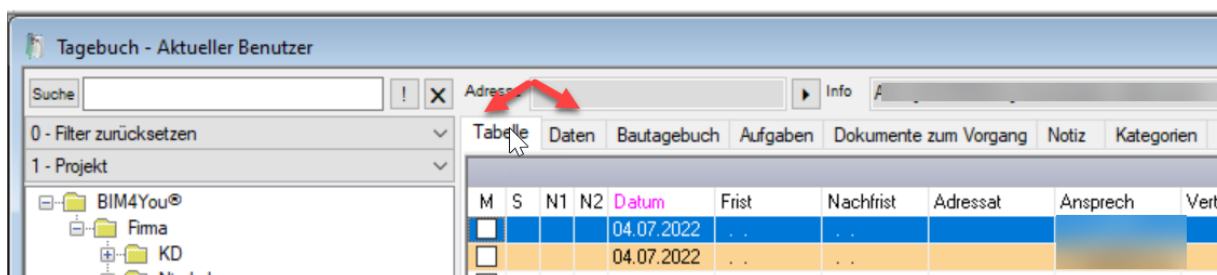 Tagebuch - Aktueller Benutzer
Suche ! X Adresse Info
0 - Filter zurücksetzen
Tabelle Daten Bautagebuch Aufgaben Dokumente zum Vorgang Notiz Kategorien
1 - Projekt
BIM4You®
M S N1 N2 Datum Frist Nachfrist Adressat Ansprech Vert
Firma
04.07.2022 . . . .
KD
04.07.2022 . . . .